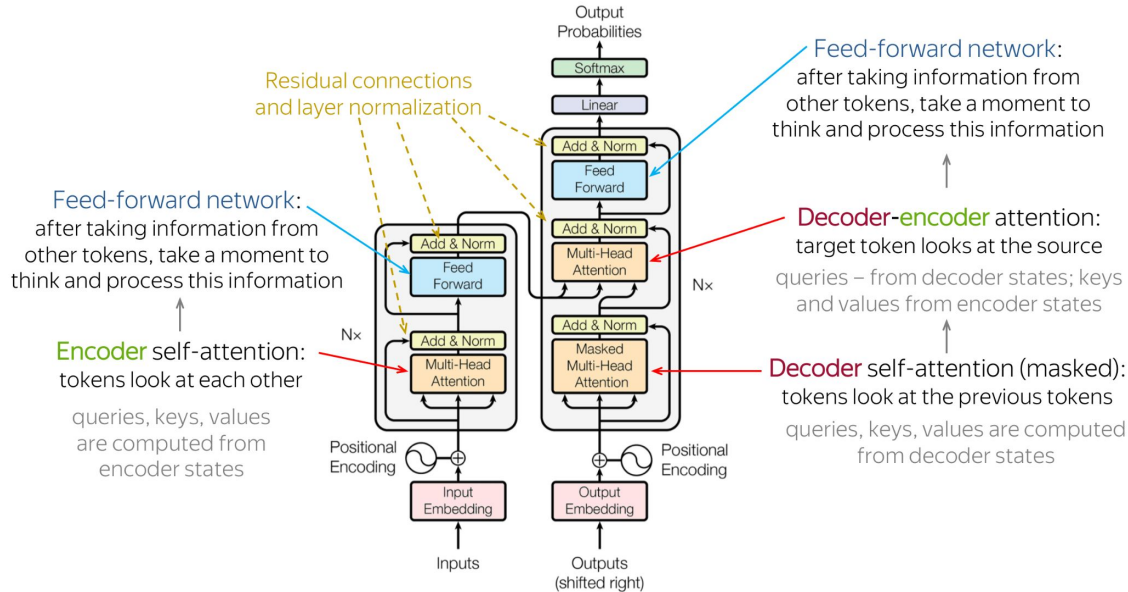 Output
Probabilities
Softmax
Linear
Add & Norm
Feed
Forward
Add & Norm
Multi-Head
Attention
Add & Norm
Masked
Multi-Head
Attention
N×
Positional
Encoding
Output
Embedding
Outputs
(shifted right)
Residual connections
and layer normalization
Add & Norm
Feed
Forward
Add & Norm
Multi-Head
Attention
N×
Positional
Encoding
Input
Embedding
Inputs
Feed-forward network:
after taking information from
other tokens, take a moment to
think and process this information
Encoder self-attention:
tokens look at each other
queries, keys, values
are computed from
encoder states
Feed-forward network:
after taking information from
other tokens, take a moment to
think and process this information
Decoder-encoder attention:
target token looks at the source
queries – from decoder states; keys
and values from encoder states
Decoder self-attention (masked):
tokens look at the previous tokens
queries, keys, values are computed
from decoder states